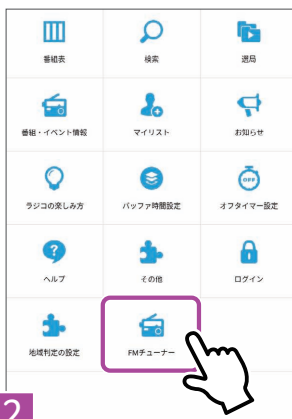 番組表 検索 選局
番組・イベント情報 マイリスト お知らせ
ラジコの楽しみ方 バッファ時間設定 OFF オフタイマー設定
? ヘルプ その他 ログイン
地域判定の設定 FMチューナー
2